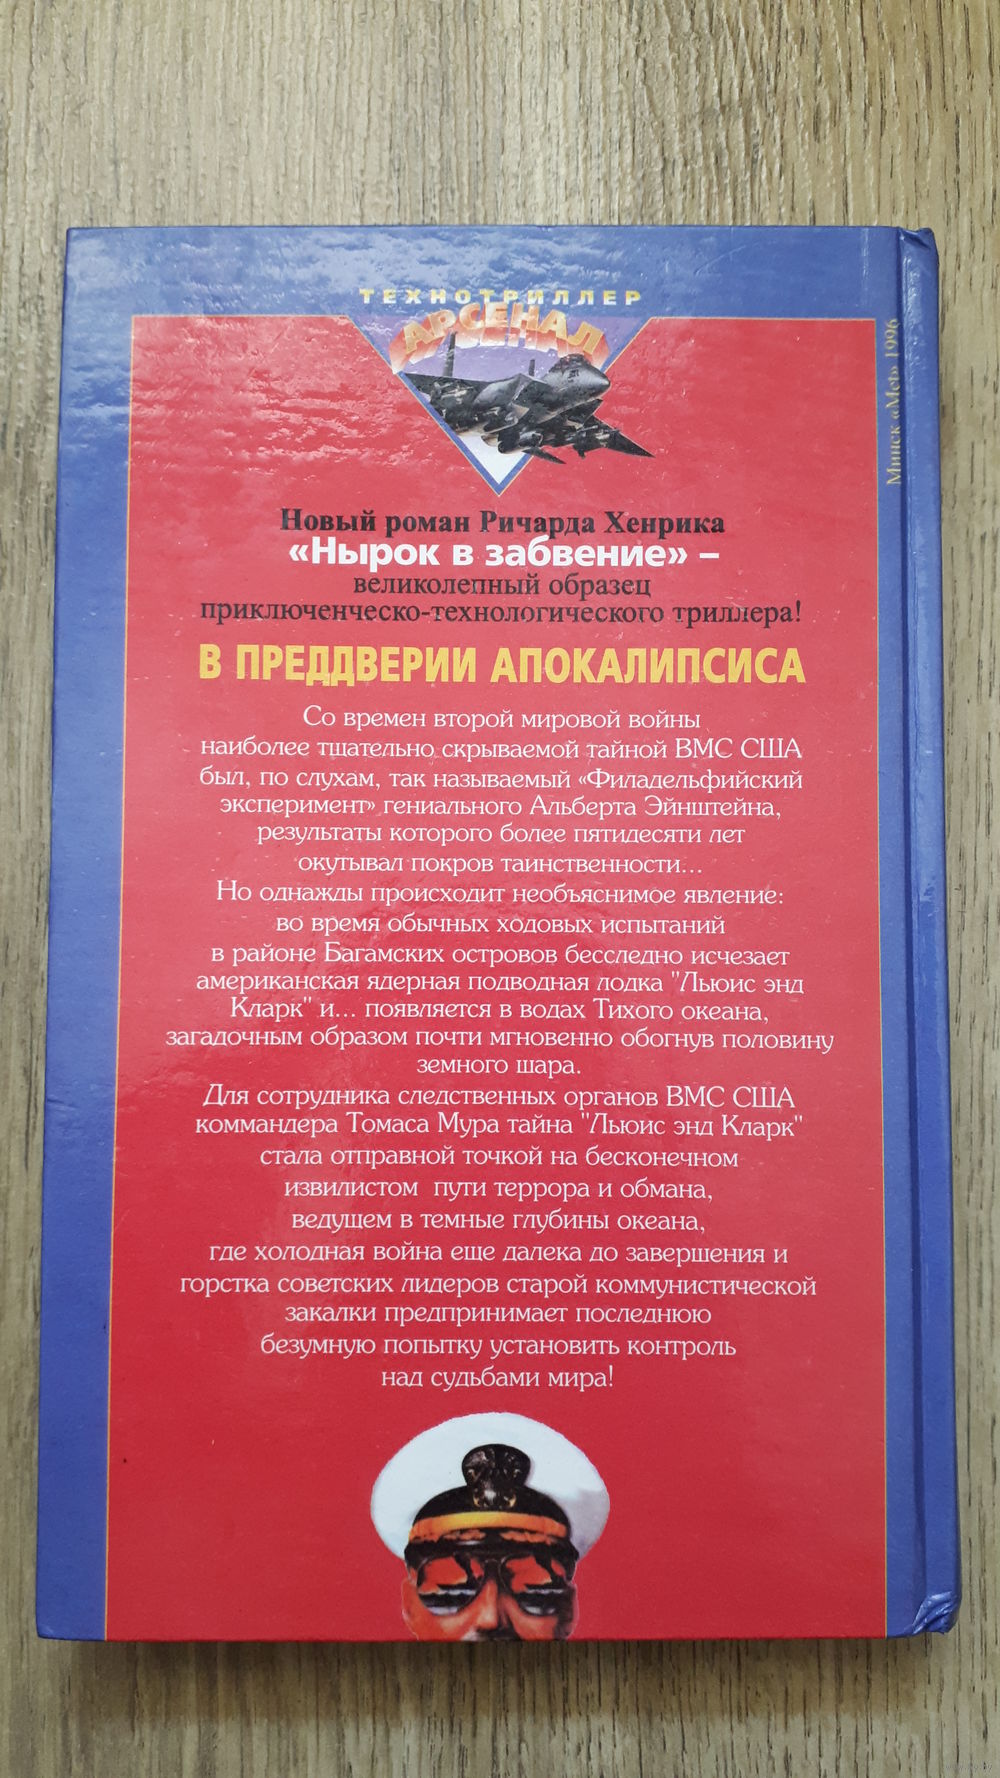 ТЕХНОТРИЛЛЕР
АРСЕНАЛ
Минск «Мет» 1996
Новый роман Ричарда Хенрика
«Нырок в забвение» –
великолепный образец
приключенческо-технологического триллера!
В ПРЕДДВЕРИИ АПОКАЛИПСИСА
Со времен второй мировой войны
наиболее тщательно скрываемой тайной ВМС США
был, по слухам, так называемый «Филадельфийский
эксперимент» гениального Альберта Эйнштейна,
результаты которого более пятидесяти лет
окутывал покров таинственности...
Но однажды происходит необъяснимое явление:
во время обычных ходовых испытаний
в районе Багамских островов бесследно исчезает
американская ядерная подводная лодка "Льюис энд
Кларк" и... появляется в водах Тихого океана,
загадочным образом почти мгновенно обогнув половину
земного шара.
Для сотрудника следственных органов ВМС США
коммандера Томаса Мура тайна "Льюис энд Кларк"
стала отправной точкой на бесконечном
извилистом пути террора и обмана,
ведущем в темные глубины океана,
где холодная война еще далека до завершения и
горстка советских лидеров старой коммунистической
закалки предпринимает последнюю
безумную попытку установить контроль
над судьбами мира!